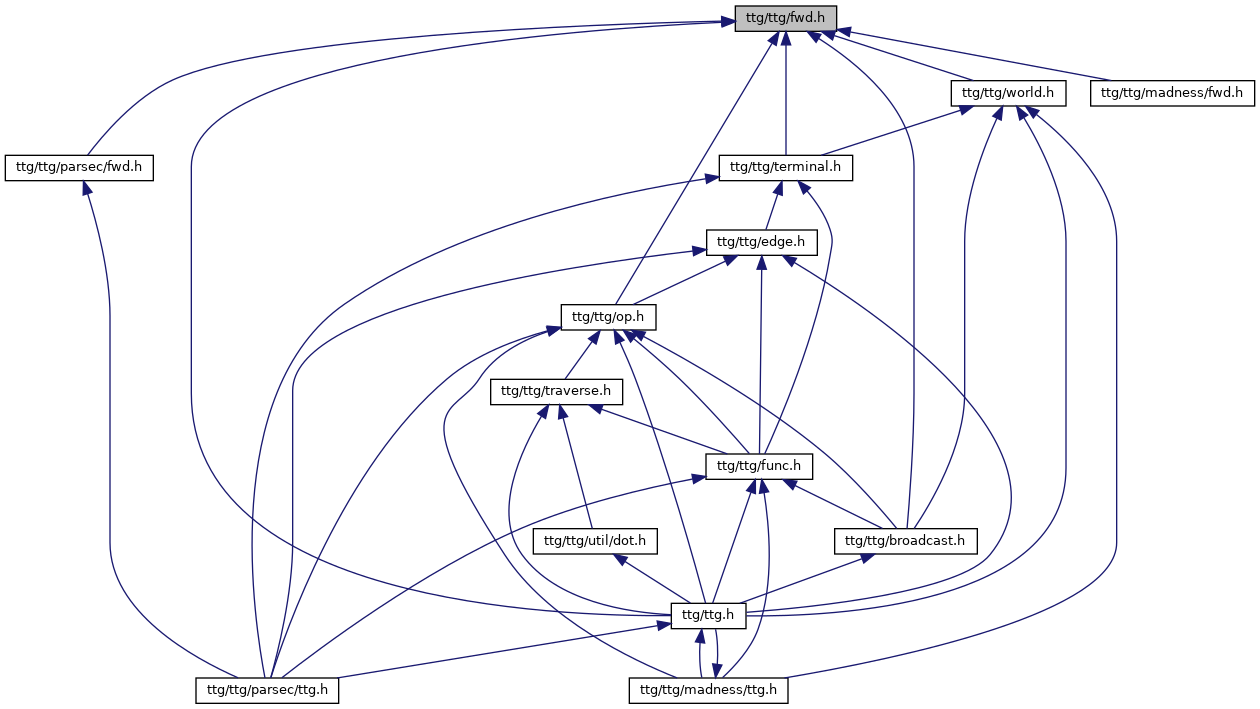 ttg/ttg/fwd.h
ttg/ttg/world.h
ttg/ttg/madness/fwd.h
ttg/ttg/parsec/fwd.h
ttg/ttg/terminal.h
ttg/ttg/edge.h
ttg/ttg/op.h
ttg/ttg/traverse.h
ttg/ttg/func.h
ttg/ttg/util/dot.h
ttg/ttg/broadcast.h
ttg/ttg.h
ttg/ttg/parsec/ttg.h
ttg/ttg/madness/ttg.h